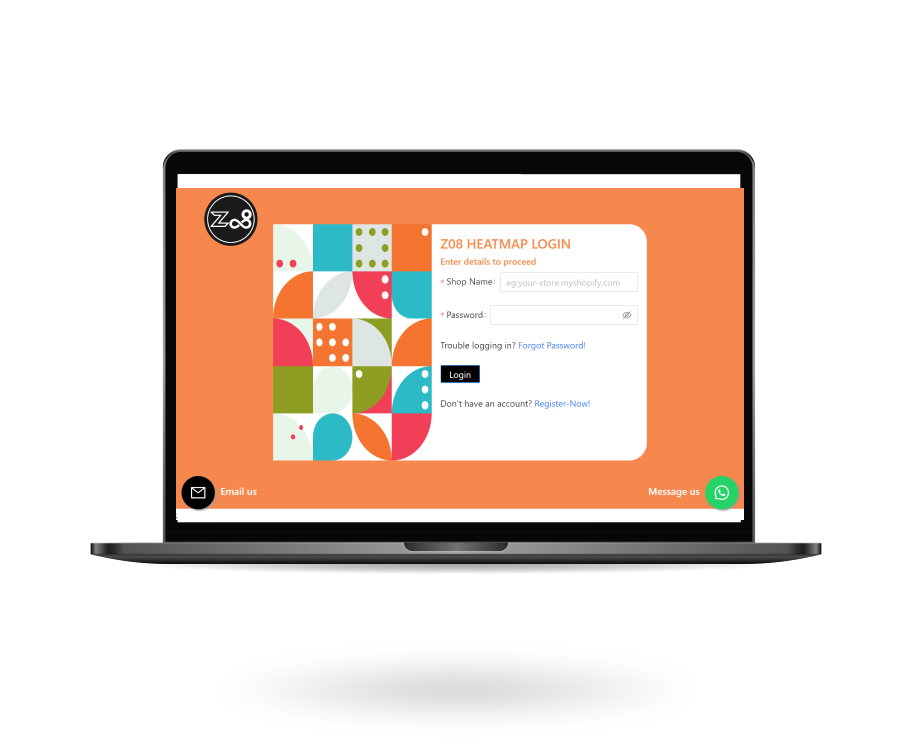 Z08
Z08 HEATMAP LOGIN
Enter details to proceed
* Shop Name: eg:your-store.myshopify.com
* Password:
Trouble logging in? Forgot Password!
Login
Don't have an account? Register-Now!
Email us
Message us